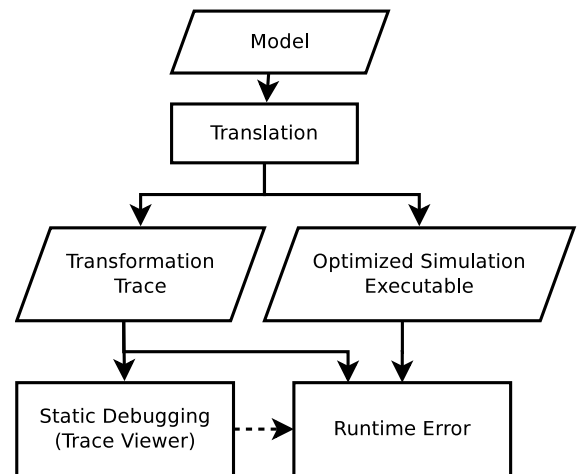 Model
Translation
Transformation
Trace
Optimized Simulation
Executable
Static Debugging
(Trace Viewer)
Runtime Error